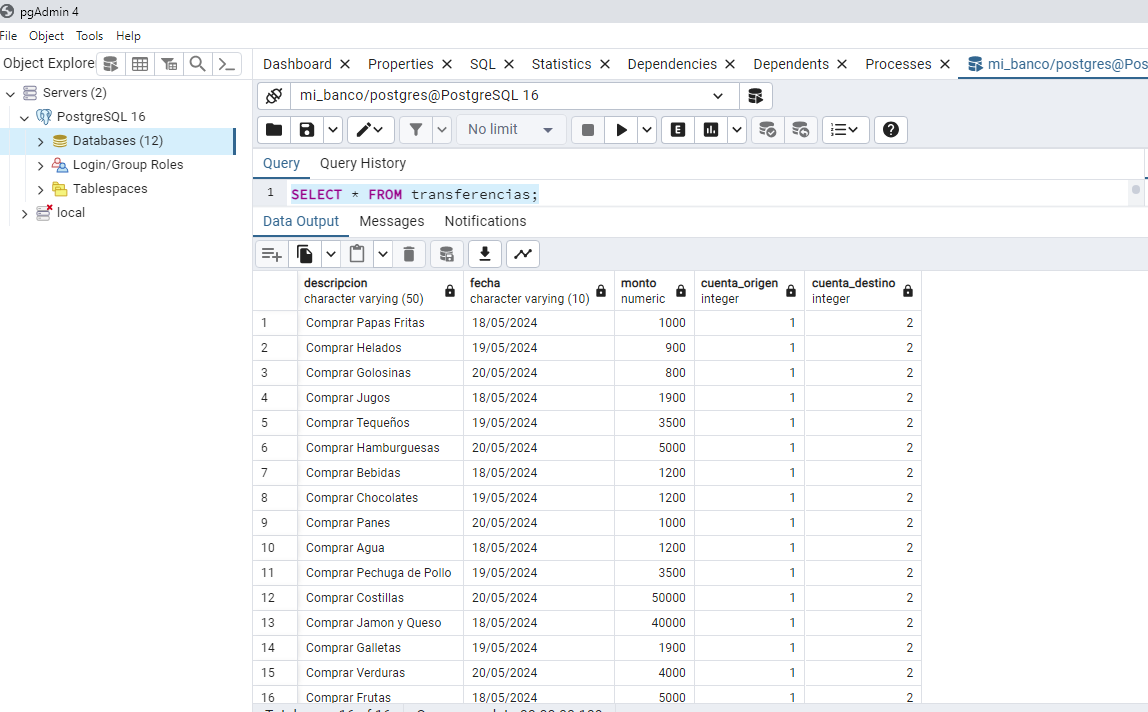 pgAdmin 4
File Object Tools Help
Object Explorer Dashboard Properties SQL Statistics Dependencies Dependents Processes mi_banco/postgres@Pos
Servers (2)
PostgreSQL 16
Databases (12)
Login/Group Roles
Tablespaces
local
mi_banco/postgres@PostgreSQL 16
No limit E
Query Query History
1 SELECT * FROM transferencias;
Data Output Messages Notifications
descripcion fecha monto cuenta_origen cuenta_destino
character varying (50) character varying (10) numeric integer integer
1 Comprar Papas Fritas 18/05/2024 1000 1 2
2 Comprar Helados 19/05/2024 900 1 2
3 Comprar Golosinas 20/05/2024 800 1 2
4 Comprar Jugos 18/05/2024 1900 1 2
5 Comprar Tequeños 19/05/2024 3500 1 2
6 Comprar Hamburguesas 20/05/2024 5000 1 2
7 Comprar Bebidas 18/05/2024 1200 1 2
8 Comprar Chocolates 19/05/2024 1200 1 2
9 Comprar Panes 20/05/2024 1000 1 2
10 Comprar Agua 18/05/2024 1200 1 2
11 Comprar Pechuga de Pollo 19/05/2024 3500 1 2
12 Comprar Costillas 20/05/2024 50000 1 2
13 Comprar Jamon y Queso 18/05/2024 40000 1 2
14 Comprar Galletas 19/05/2024 1900 1 2
15 Comprar Verduras 20/05/2024 4000 1 2
16 Comprar Frutas 18/05/2024 5000 1 2